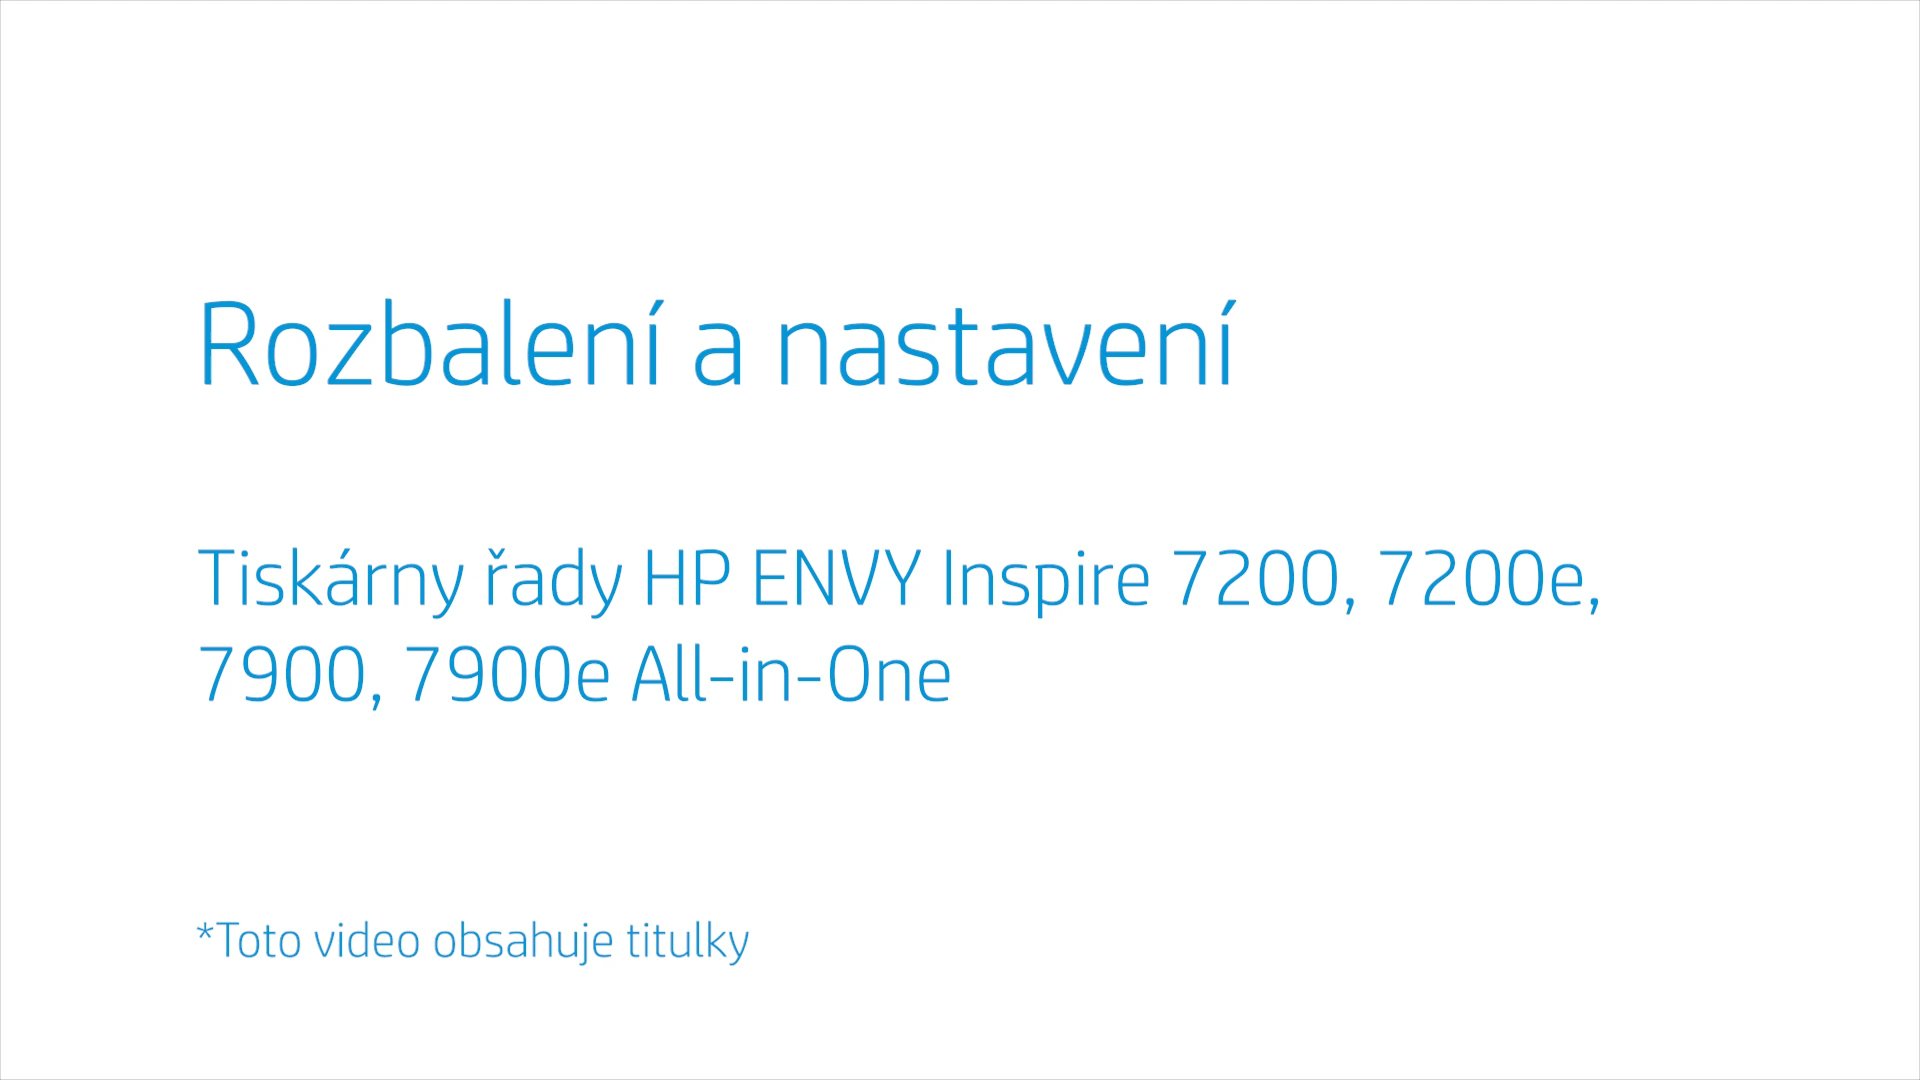 Rozbalení a nastavení
Tiskárny řady HP ENVY Inspire 7200, 7200e,
7900, 7900e All-in-One
*Toto video obsahuje titulky